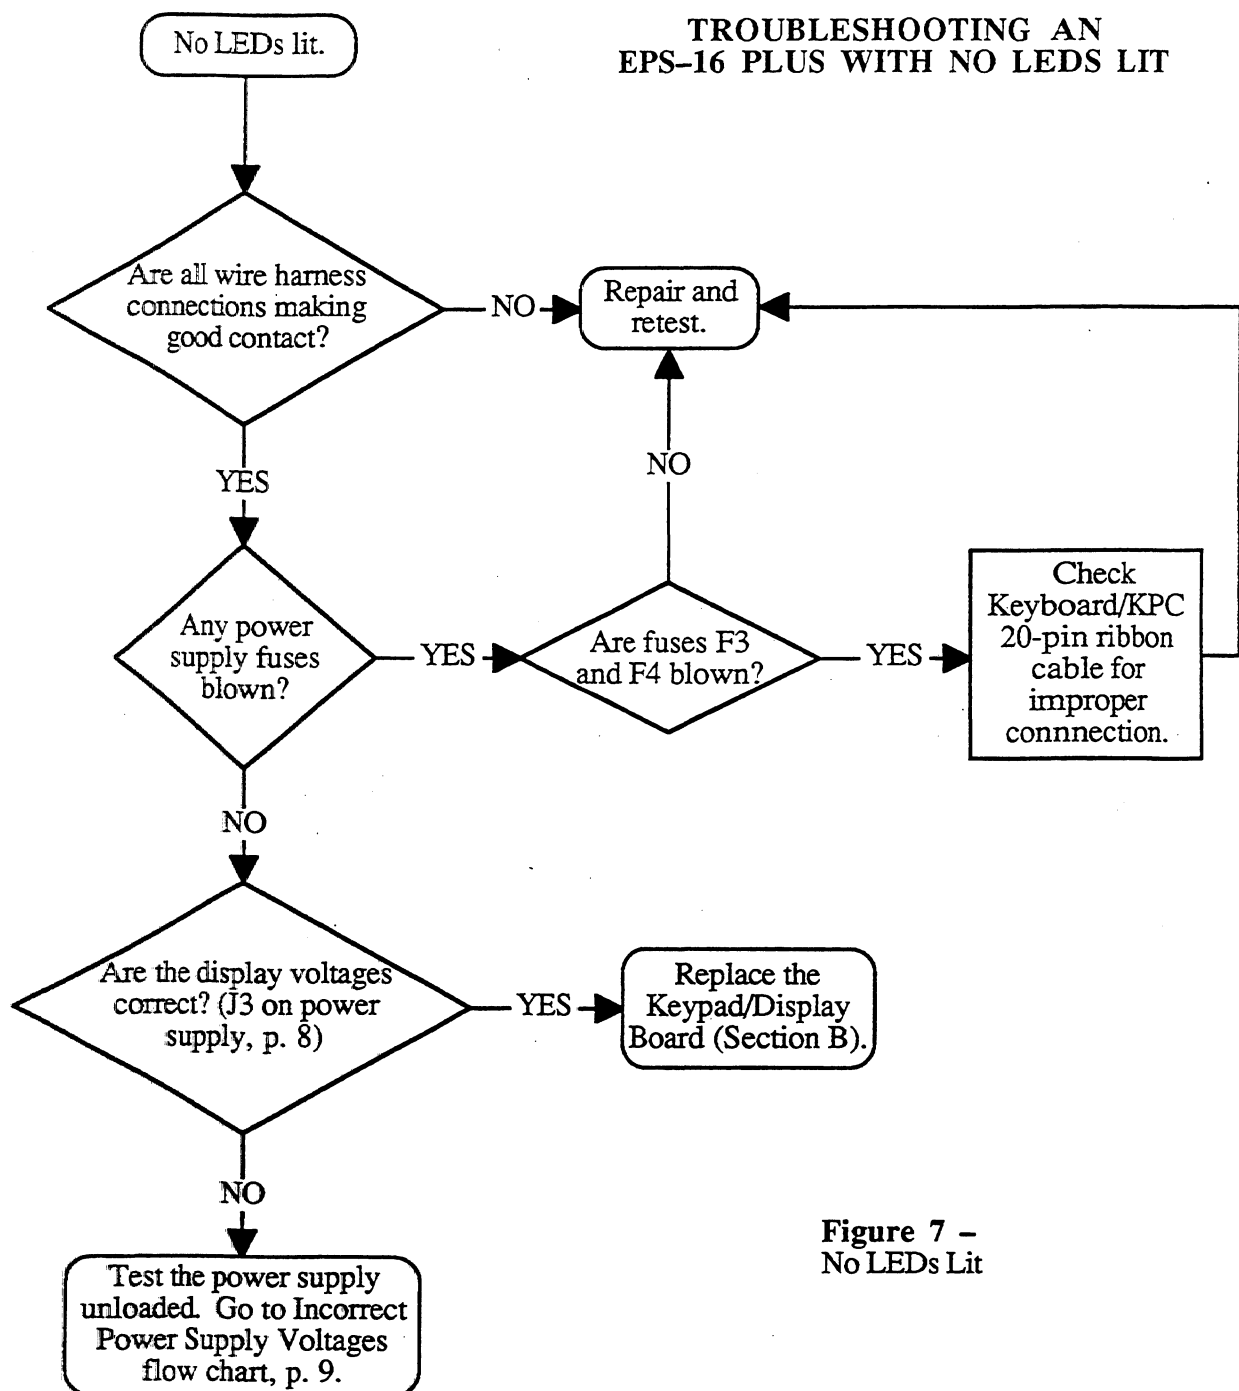 TROUBLESHOOTING AN
EPS–16 PLUS WITH NO LEDS LIT
No LEDs lit.
Are all wire harness
connections making
good contact?
NO
Repair and
retest.
YES
NO
Any power
supply fuses
blown?
YES
Are fuses F3
and F4 blown?
YES
Check
Keyboard/KPC
20-pin ribbon
cable for
improper
connnection.
NO
Are the display voltages
correct? (J3 on power
supply, p. 8)
YES
Replace the
Keypad/Display
Board (Section B).
NO
Test the power supply
unloaded. Go to Incorrect
Power Supply Voltages
flow chart, p. 9.
Figure 7 –
No LEDs Lit